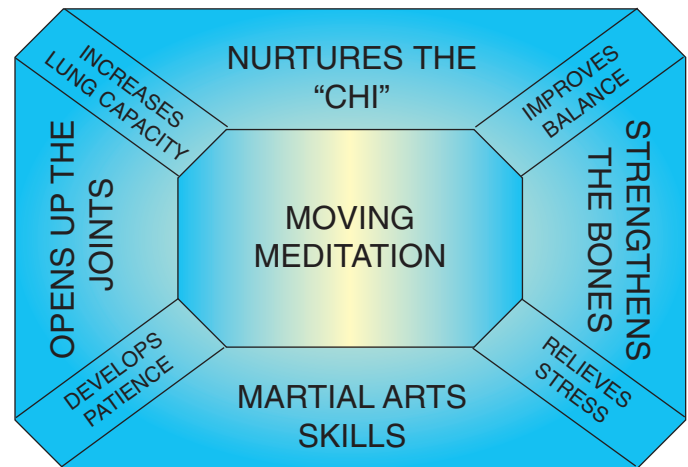 NURTURES THE
“CHI”
INCREASES
LUNG CAPACITY
IMPROVES
BALANCE
OPENS UP THE
JOINTS
MOVING
MEDITATION
STRENGTHENS
THE BONES
DEVELOPS
PATIENCE
RELIEVES
STRESS
MARTIAL ARTS
SKILLS